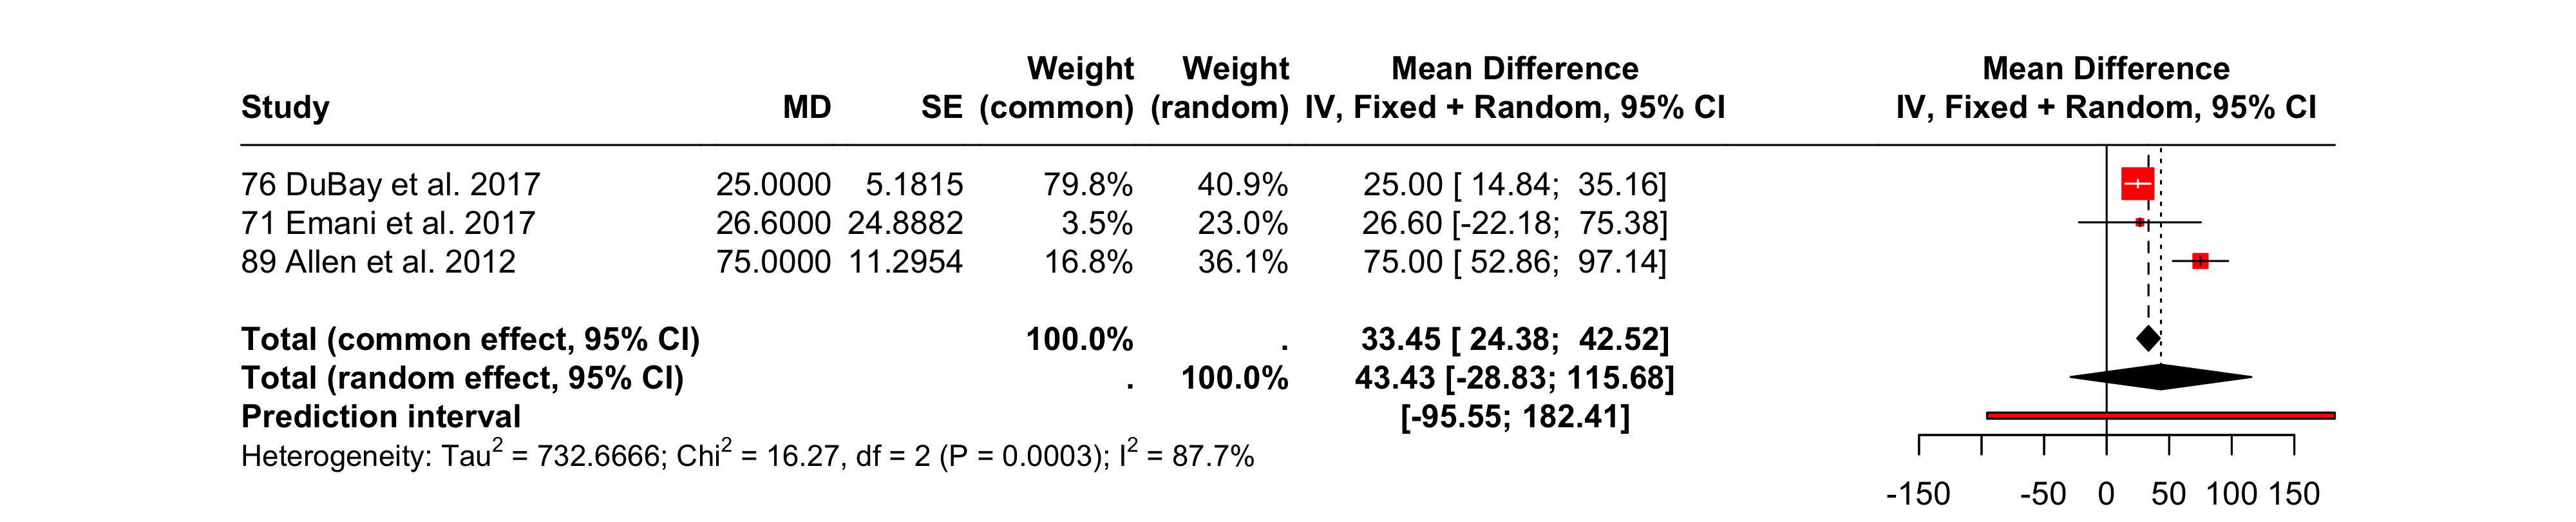 Weight Weight Mean Difference Mean Difference
Study MD SE (common) (random) IV, Fixed + Random, 95% CI IV, Fixed + Random, 95% CI
76 DuBay et al. 2017 25.0000 5.1815 79.8% 40.9% 25.00 [ 14.84; 35.16]
71 Emani et al. 2017 26.6000 24.8882 3.5% 23.0% 26.60 [-22.18; 75.38]
89 Allen et al. 2012 75.0000 11.2954 16.8% 36.1% 75.00 [ 52.86; 97.14]
Total (common effect, 95% CI) 100.0% . 33.45 [ 24.38; 42.52]
Total (random effect, 95% CI) . 100.0% 43.43 [-28.83; 115.68]
Prediction interval [-95.55; 182.41]
Heterogeneity: Tau² = 732.6666; Chi² = 16.27, df = 2 (P = 0.0003); I² = 87.7%
-150 -50 0 50 100 150